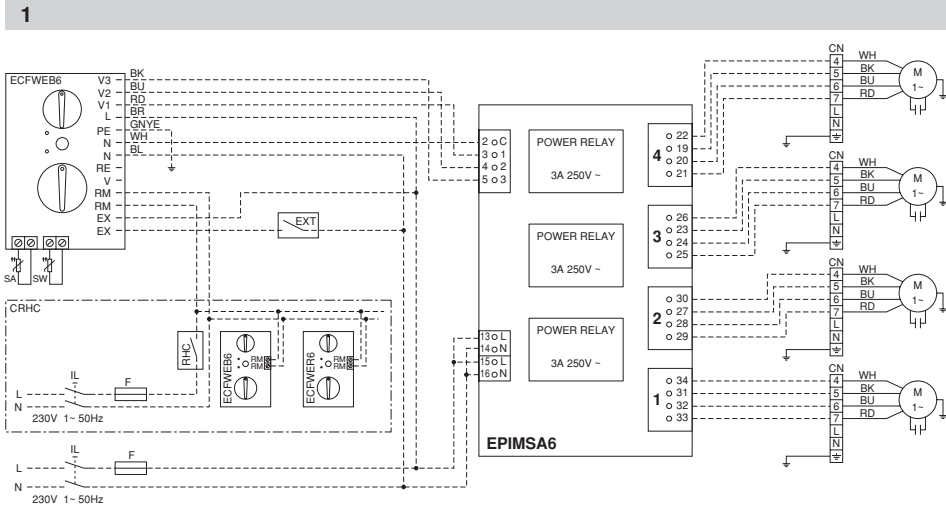 1
ECFWEB6
V3
BK
V2
BU
V1
RD
L
BR
PE
GNYE
N
WH
N
BL
RE
V
RM
RM
EX
EX
EXT
SA
SW
CRHC
RHC
ECFWEB6
RM
RM
ECFWER6
RM
RM
IL
F
L
N
230V 1~ 50Hz
IL
F
L
N
230V 1~ 50Hz
2 C
3 1
4 2
5 3
13 L
14 N
15 L
16 N
POWER RELAY
3A 250V ~
POWER RELAY
3A 250V ~
POWER RELAY
3A 250V ~
EPIMSA6
4
22
19
20
21
3
26
23
24
25
2
30
27
28
29
1
34
31
32
33
CN
4 WH
5 BK
6 BU
7 RD
L
N
M
1~
CN
4 WH
5 BK
6 BU
7 RD
L
N
M
1~
CN
4 WH
5 BK
6 BU
7 RD
L
N
M
1~
CN
4 WH
5 BK
6 BU
7 RD
L
N
M
1~